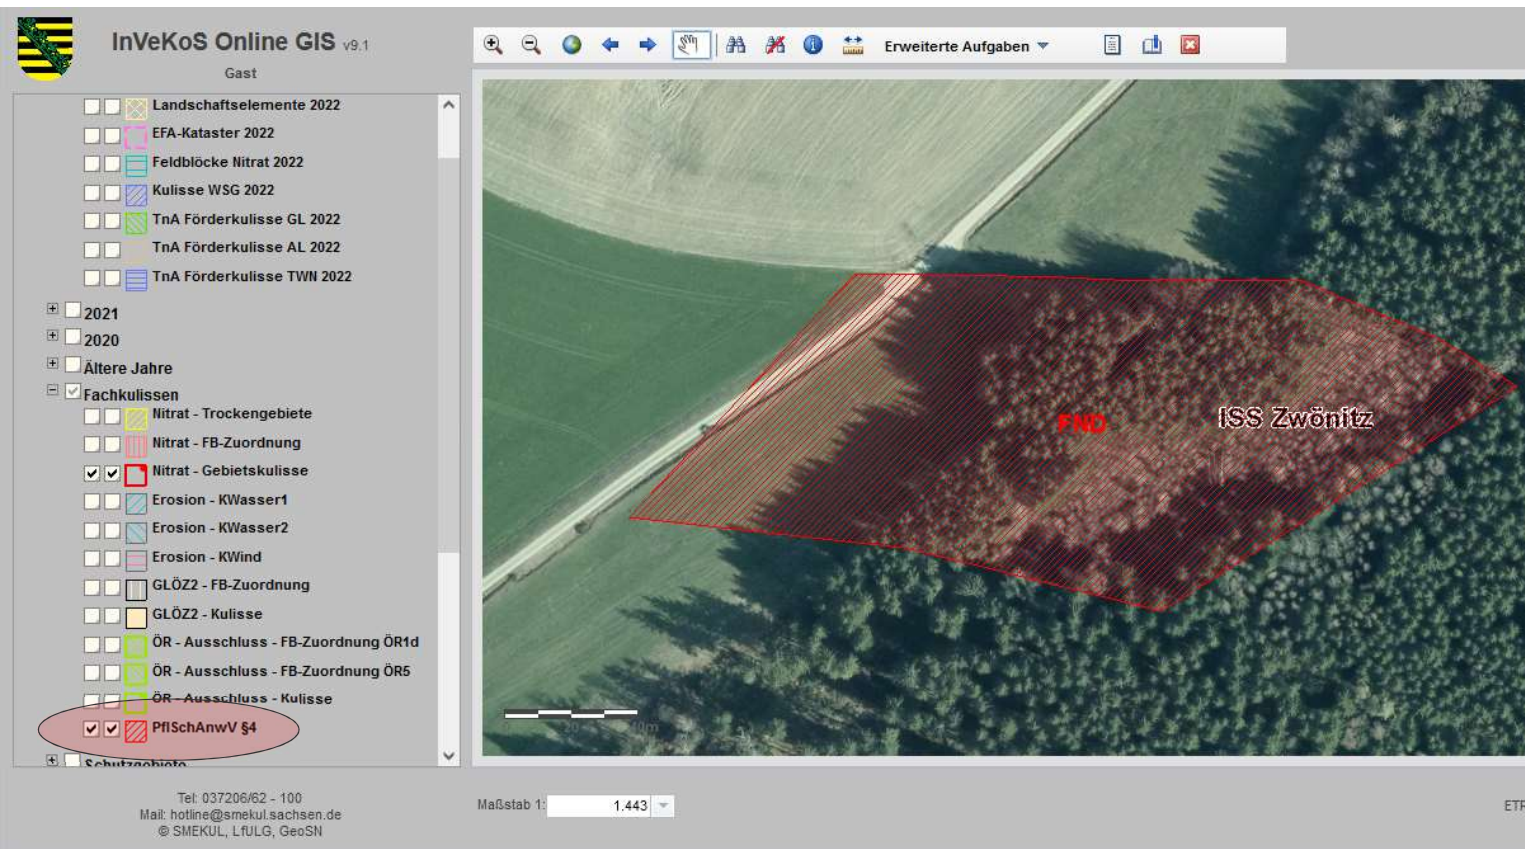 InVeKoS Online GIS v9.1
Gast
Erweiterte Aufgaben
Landschaftselemente 2022
EFA-Kataster 2022
Feldblöcke Nitrat 2022
Kulisse WSG 2022
TnA Förderkulisse GL 2022
TnA Förderkulisse AL 2022
TnA Förderkulisse TWN 2022
2021
2020
Ältere Jahre
Fachkulissen
Nitrat - Trockengebiete
Nitrat - FB-Zuordnung
Nitrat - Gebietskulisse
Erosion - KWasser1
Erosion - KWasser2
Erosion - KWind
GLÖZ2 - FB-Zuordnung
GLÖZ2 - Kulisse
ÖR - Ausschluss - FB-Zuordnung ÖR1d
ÖR - Ausschluss - FB-Zuordnung ÖR5
ÖR - Ausschluss - Kulisse
PflSchAnwV §4
Schutzgebiete
FND
ISS Zwönitz
Tel: 037206/62 - 100
Mail: hotline@smekul.sachsen.de
© SMEKUL, LfULG, GeoSN
Maßstab 1: 1.443
ETR